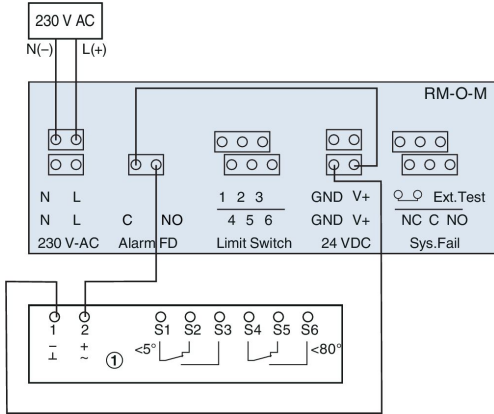 230 V AC
N(–) L(+)
RM-O-M
N L 1 2 3 GND V+ Ext.Test
N L C NO 4 5 6 GND V+ NC C NO
230 V-AC Alarm FD Limit Switch 24 VDC Sys.Fail
1 2 S1 S2 S3 S4 S5 S6
– + <5° <80°
⊥ ~ 1